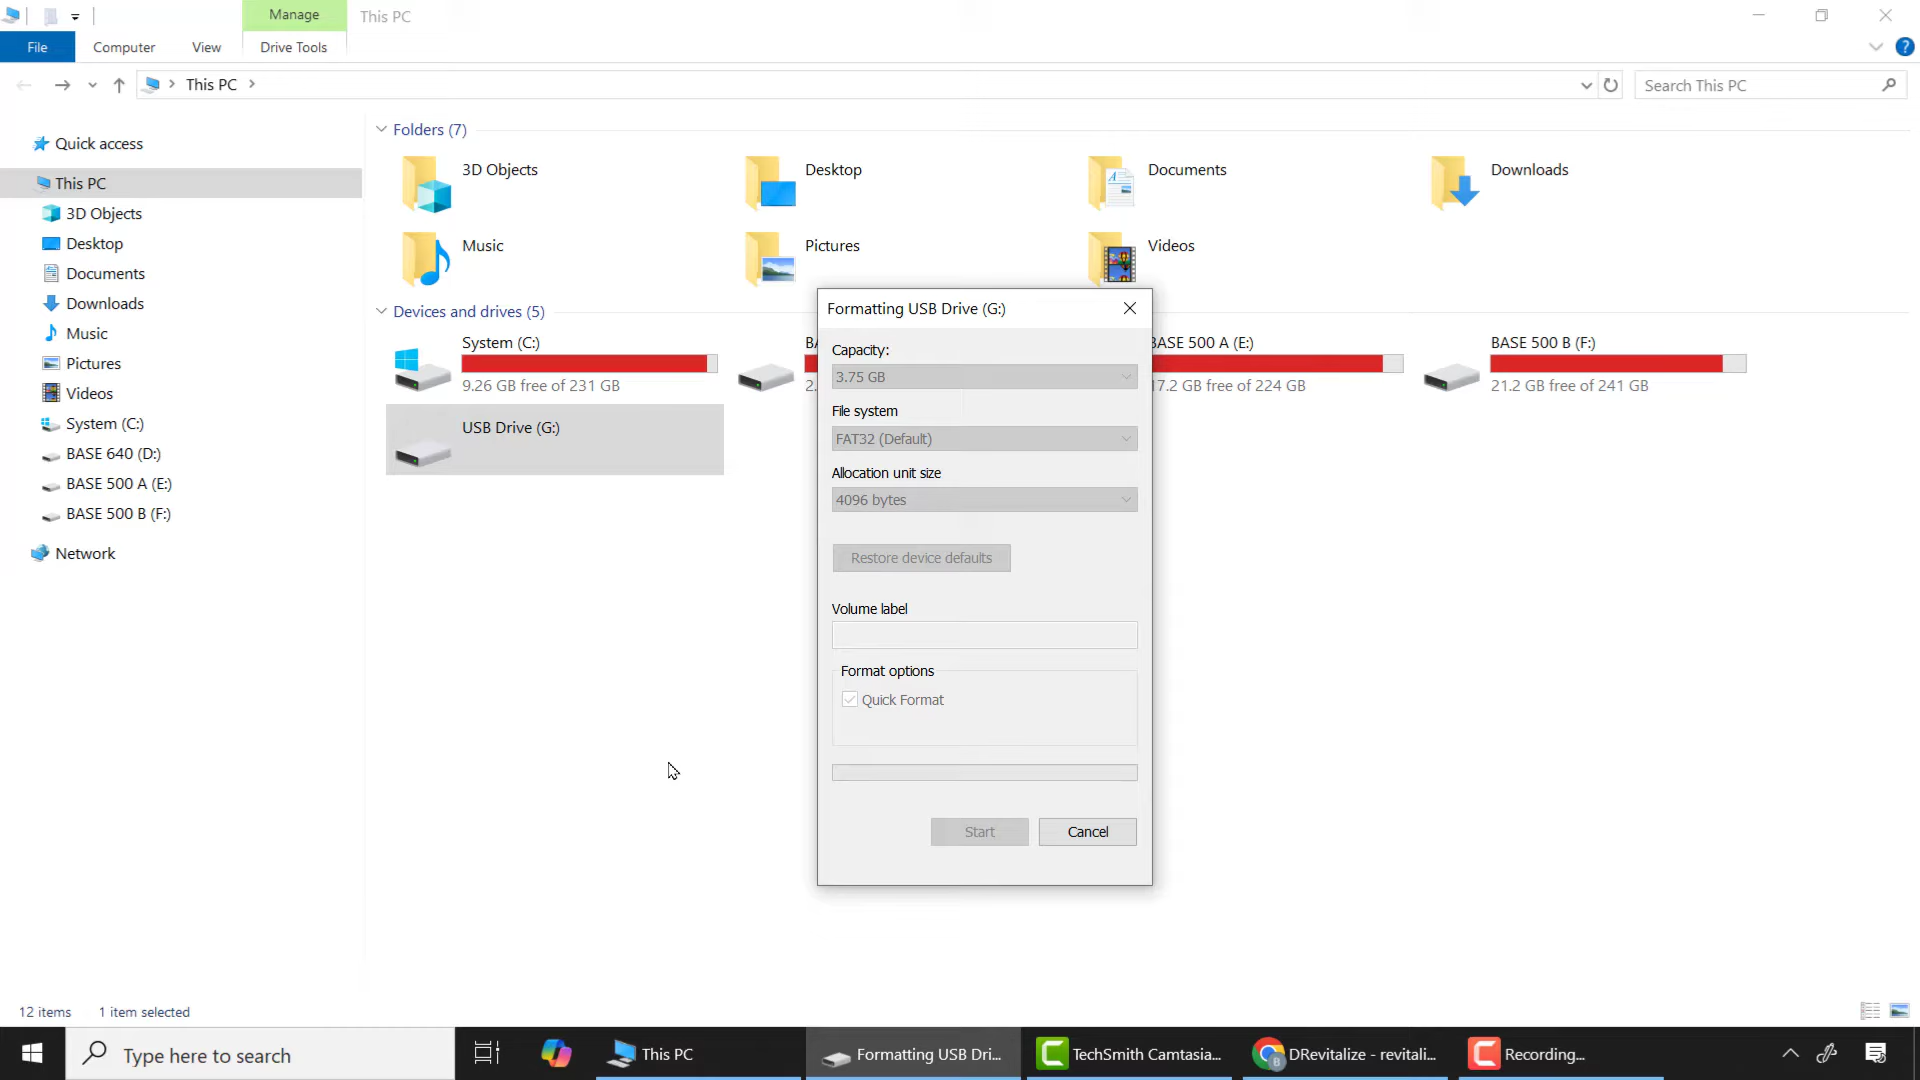 Manage
This PC
File
Computer
View
Drive Tools
This PC
Search This PC
Quick access
This PC
3D Objects
Desktop
Documents
Downloads
Music
Pictures
Videos
System (C:)
BASE 640 (D:)
BASE 500 A (E:)
BASE 500 B (F:)
Network
Folders (7)
3D Objects
Desktop
Documents
Downloads
Music
Pictures
Videos
Devices and drives (5)
System (C:)
9.26 GB free of 231 GB
BASE 500 A (E:)
17.2 GB free of 224 GB
BASE 500 B (F:)
21.2 GB free of 241 GB
USB Drive (G:)
Formatting USB Drive (G:)
Capacity:
3.75 GB
File system
FAT32 (Default)
Allocation unit size
4096 bytes
Restore device defaults
Volume label
Format options
Quick Format
Start
Cancel
12 items
1 item selected
Type here to search
This PC
Formatting USB Dri...
TechSmith Camtasia...
DRevitalize - revitali...
Recording...